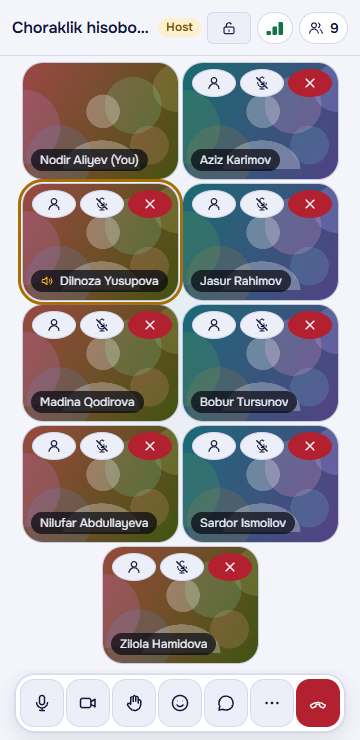 Choraklik hisobo...
Host
9
Nodir Aliyev (You)
Aziz Karimov
Dilnoza Yusupova
Jasur Rahimov
Madina Qodirova
Bobur Tursunov
Nilufar Abdullayeva
Sardor Ismoilov
Zilola Hamidova